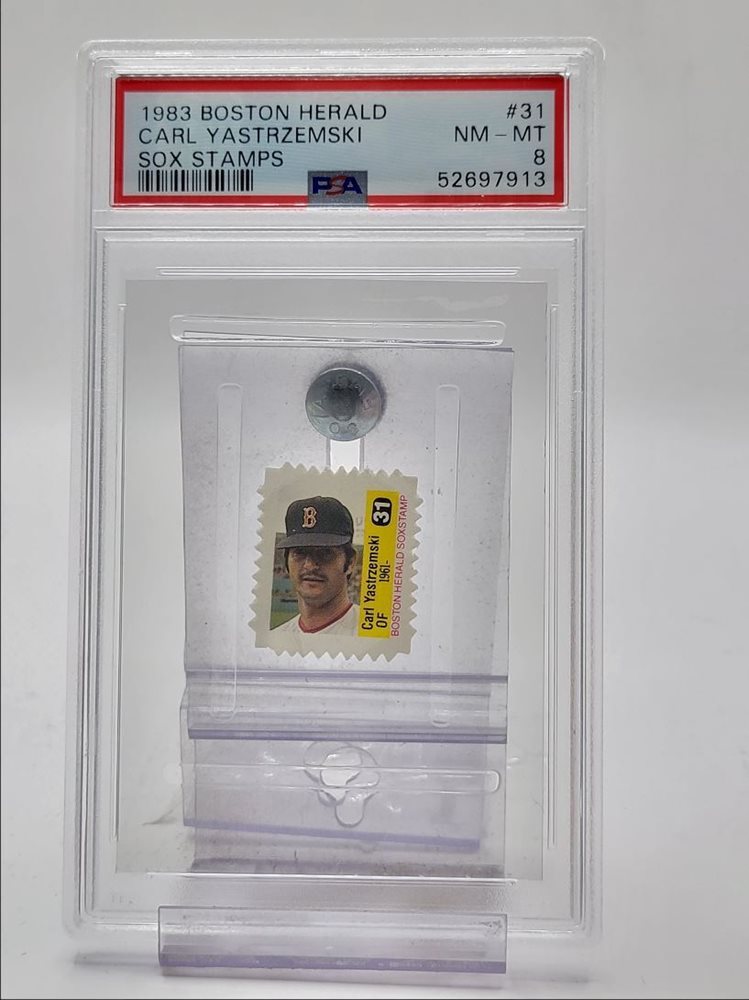 1983 BOSTON HERALD #31
CARL YASTRZEMSKI NM-MT
SOX STAMPS 8
PSA 52697913
B
31
Carl Yastrzemski
OF 1961-
BOSTON HERALD SOXSTAMP